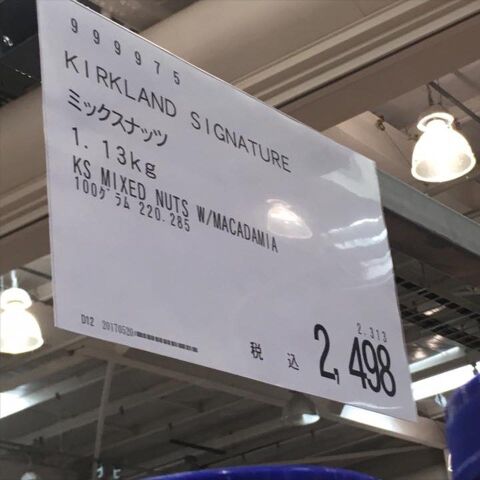 999975
KIRKLAND SIGNATURE
ミックスナッツ
1.13kg
KS MIXED NUTS W/MACADAMIA
100グラム 220.285
D12 20170520
2,313
税込 2,498